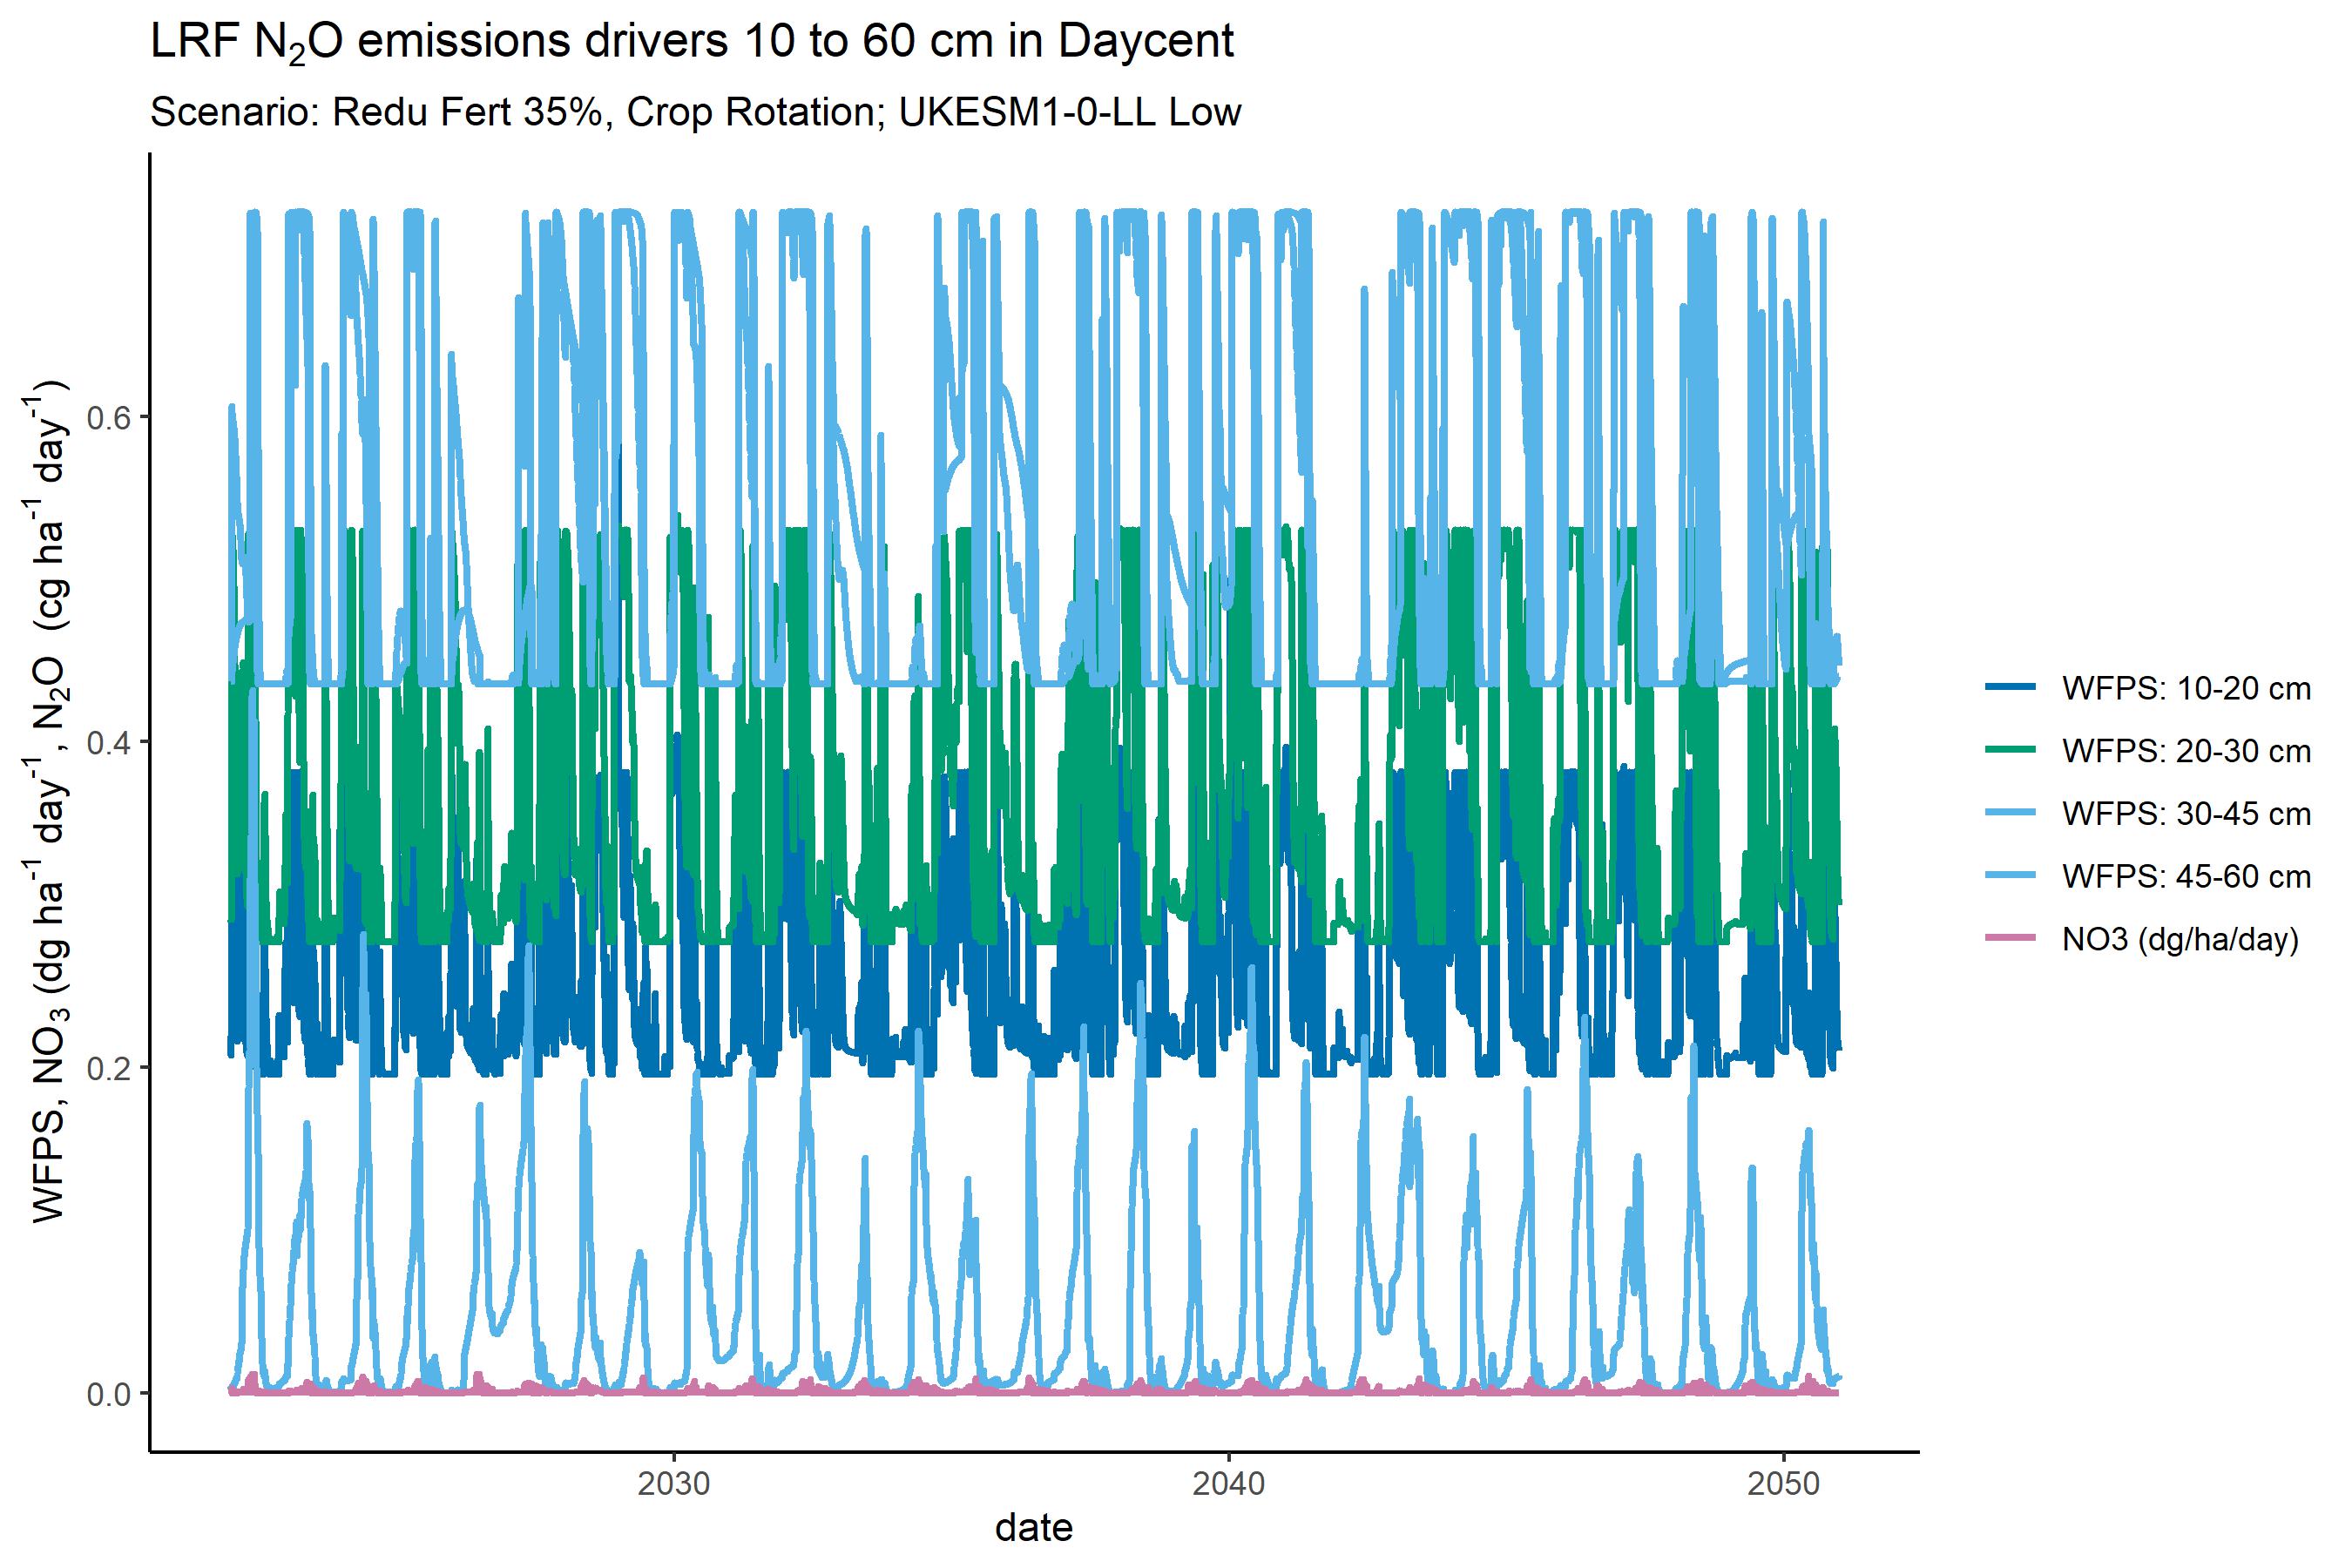 LRF N₂O emissions drivers 10 to 60 cm in Daycent
Scenario: Redu Fert 35%, Crop Rotation; UKESM1-0-LL Low
WFPS, NO₃ (dg ha⁻¹ day⁻¹, N₂O (cg ha⁻¹ day⁻¹)
0.6
0.4
0.2
0.0
2030
2040
2050
date
WFPS: 10-20 cm
WFPS: 20-30 cm
WFPS: 30-45 cm
WFPS: 45-60 cm
NO3 (dg/ha/day)